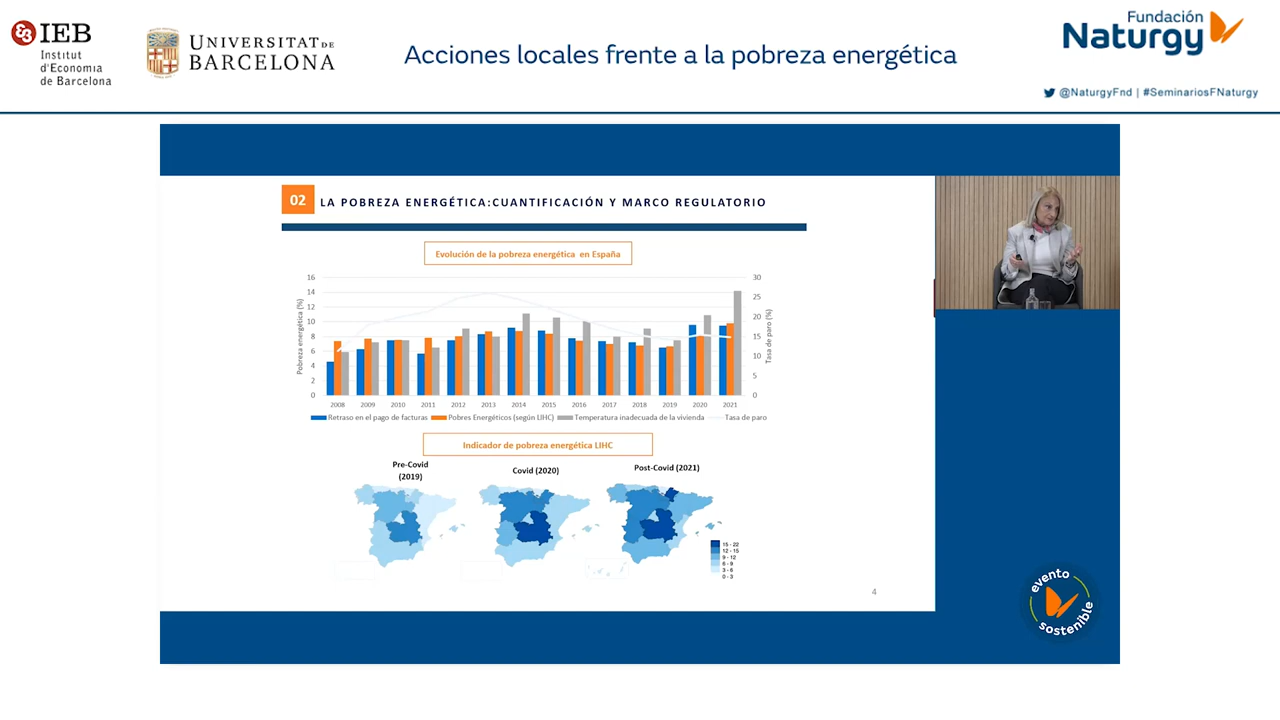 IEB
Institut
d'Economia
de Barcelona
UNIVERSITAT DE
BARCELONA
Acciones locales frente a la pobreza energética
Fundación
Naturgy
@NaturgyFnd | #SeminariosFNaturgy
02 LA POBREZA ENERGÉTICA:CUANTIFICACIÓN Y MARCO REGULATORIO
Evolución de la pobreza energética en España
Pobreza energética (%)
16
14
12
10
8
6
4
2
0
30
25
20
15
10
5
0
Tasa de paro (%)
2008 2009 2010 2011 2012 2013 2014 2015 2016 2017 2018 2019 2020 2021
Retraso en el pago de facturas Pobres Energéticos (según LIHC) Temperatura inadecuada de la vivienda Tasa de paro
Indicador de pobreza energética LIHC
Pre-Covid
(2019)
Covid (2020)
Post-Covid (2021)
15 - 22
12 - 15
9 - 12
6 - 9
3 - 6
0 - 3
4
evento
sostenible